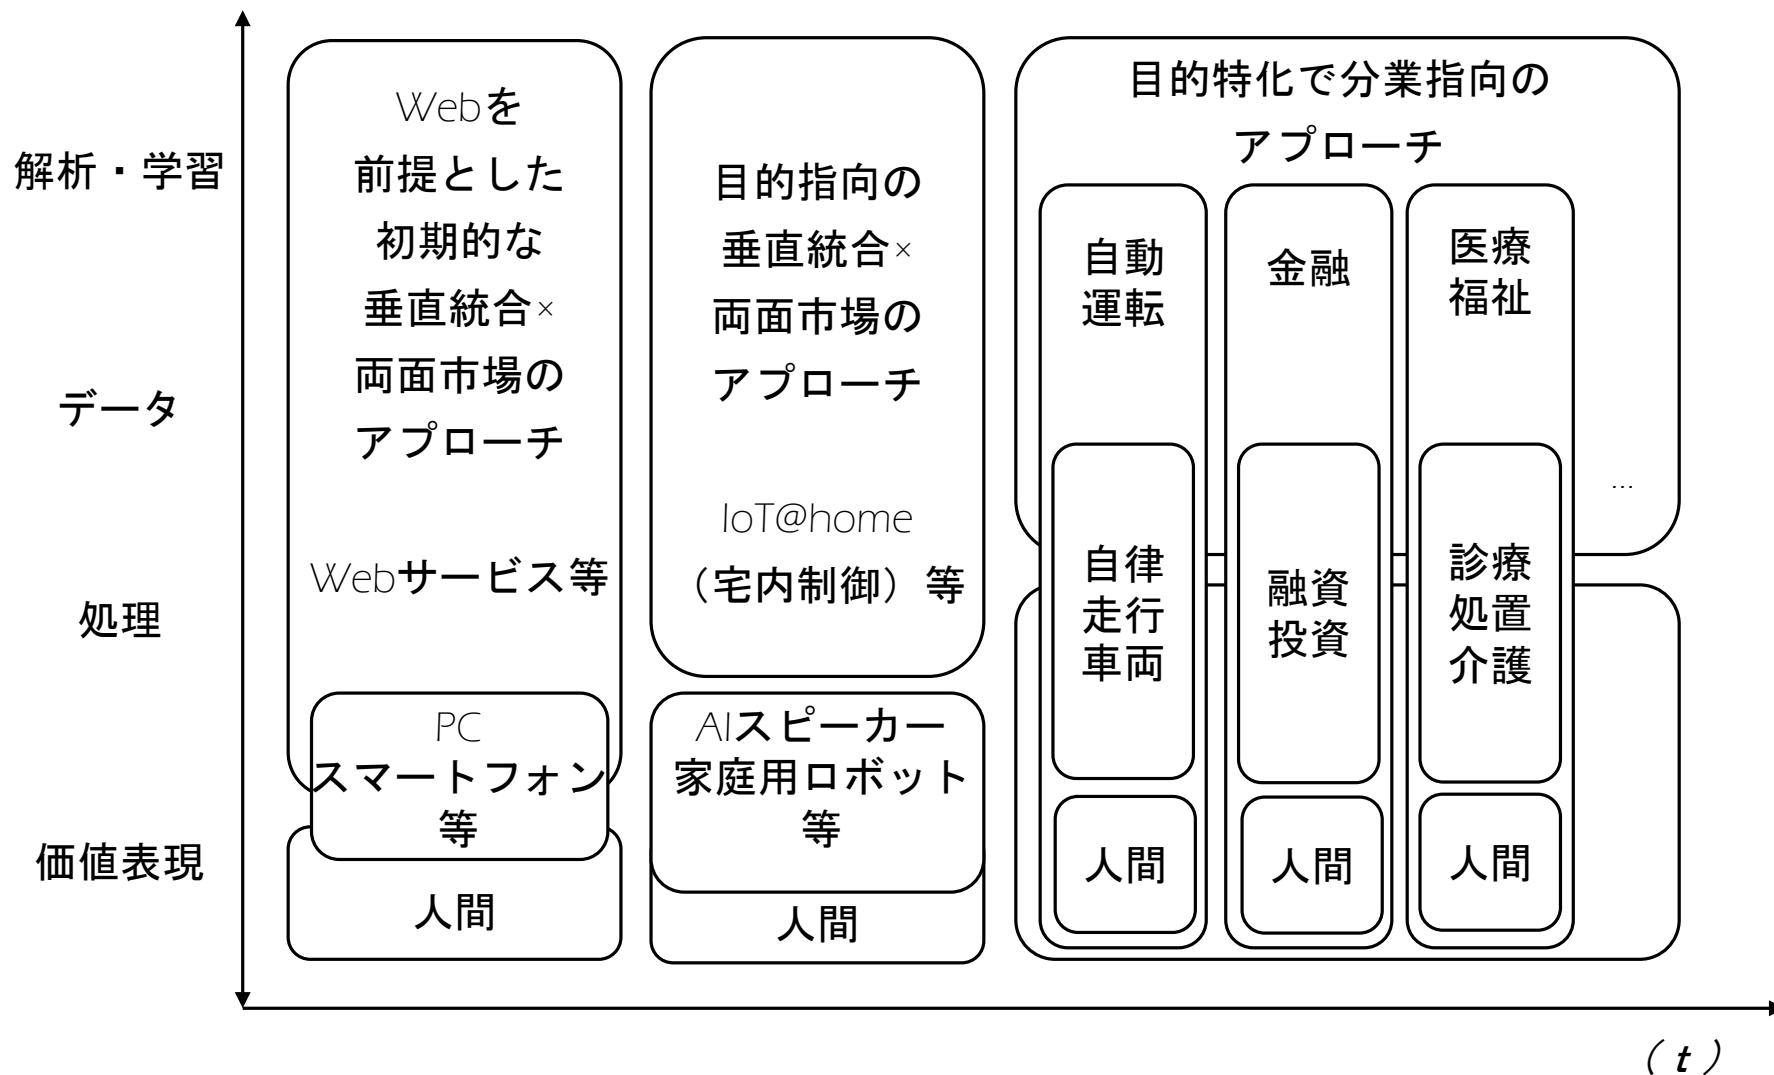 解析・学習
データ
処理
価値表現
Webを
前提とした
初期的な
垂直統合×
両面市場の
アプローチ
Webサービス等
PC
スマートフォン
等
人間
目的指向の
垂直統合×
両面市場の
アプローチ
IoT@home
（宅内制御）等
AIスピーカー
家庭用ロボット
等
人間
目的特化で分業指向の
アプローチ
自動
運転
自律
走行
車両
人間
金融
融資
投資
人間
医療
福祉
診療
処置
介護
人間
…
（t）